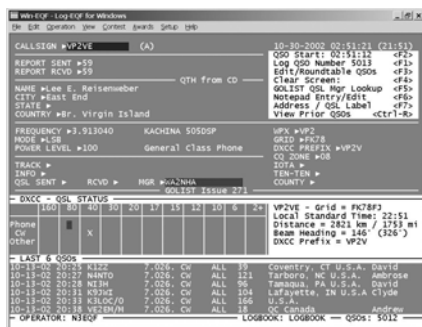 Win-EQF - Log-EQF for Windows
File Edit Operation View Contest Awards Setup Help
CALLSIGN ►VP2VE (A)
10-30-2002 02:51:21 (21:51)
REPORT SENT ►59
REPORT RCVD ►59
QSO Start: 02:51:12 <F2>
Log QSO Number 5013 <F1>
Edit/Roundtable QSOs <F3>
Clear Screen: <F4>
GOLIST QSL Mgr Lookup <F5>
Notepad Entry/Edit <F6>
Address / QSL Label <F7>
View Prior QSOs <Ctrl-R>
QTH from CD
NAME ►Lee E. Reisenweber
CITY ►East End
STATE ►
COUNTRY ►Br. Virgin Island
FREQUENCY ►3.913040 KACHINA 505DSP
MODE ►LSB
POWER LEVEL ►100 General Class Phone
WPX ►VP2
GRID ►FK78
DXCC PREFIX ►VP2V
CQ ZONE ►08
IOTA ►
TEN-TEN ►
COUNTY ►
TRACK ►
INFO ►
QSL SENT ► RCVD ► MGR ►WA2NHA
GOLIST Issue 271
DXCC - QSL STATUS
160 80 40 30 20 17 15 12 10 6 2+
Phone
CW X
Other
VP2VE - Grid = FK78FJ
Local Standard Time: 22:51
Distance = 2821 km / 1753 mi
Beam Heading = 146° (326°)
DXCC Prefix = VP2V
LAST 6 QSOs
10-13-02 20:25 K1ZZ 7.026. CW ALL 39 Coventry, CT U.S.A. David
10-13-02 20:27 N4NTO 7.026. CW ALL 121 Tarboro, NC U.S.A. Ambrose
10-13-02 20:28 NI3H 7.026. CW ALL 96 Tamaqua, PA U.S.A. David
10-13-02 20:31 K9JWI 7.026. CW ALL 104 Lafayette, IN U.S.A Clyde
10-13-02 20:33 K3LOC/0 7.026. CW ALL 166 U.S.A.
10-13-02 20:38 VE2EM/M 7.026. CW ALL 18 QC Canada Andrew
OPERATOR: N3EQF LOGBOOK: LOGBOOK QSOs: 5012